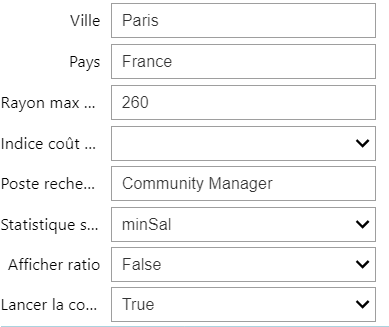 Ville Paris
Pays France
Rayon max ... 260
Indice coût ...
Poste reche... Community Manager
Statistique s... minSal
Afficher ratio False
Lancer la co... True